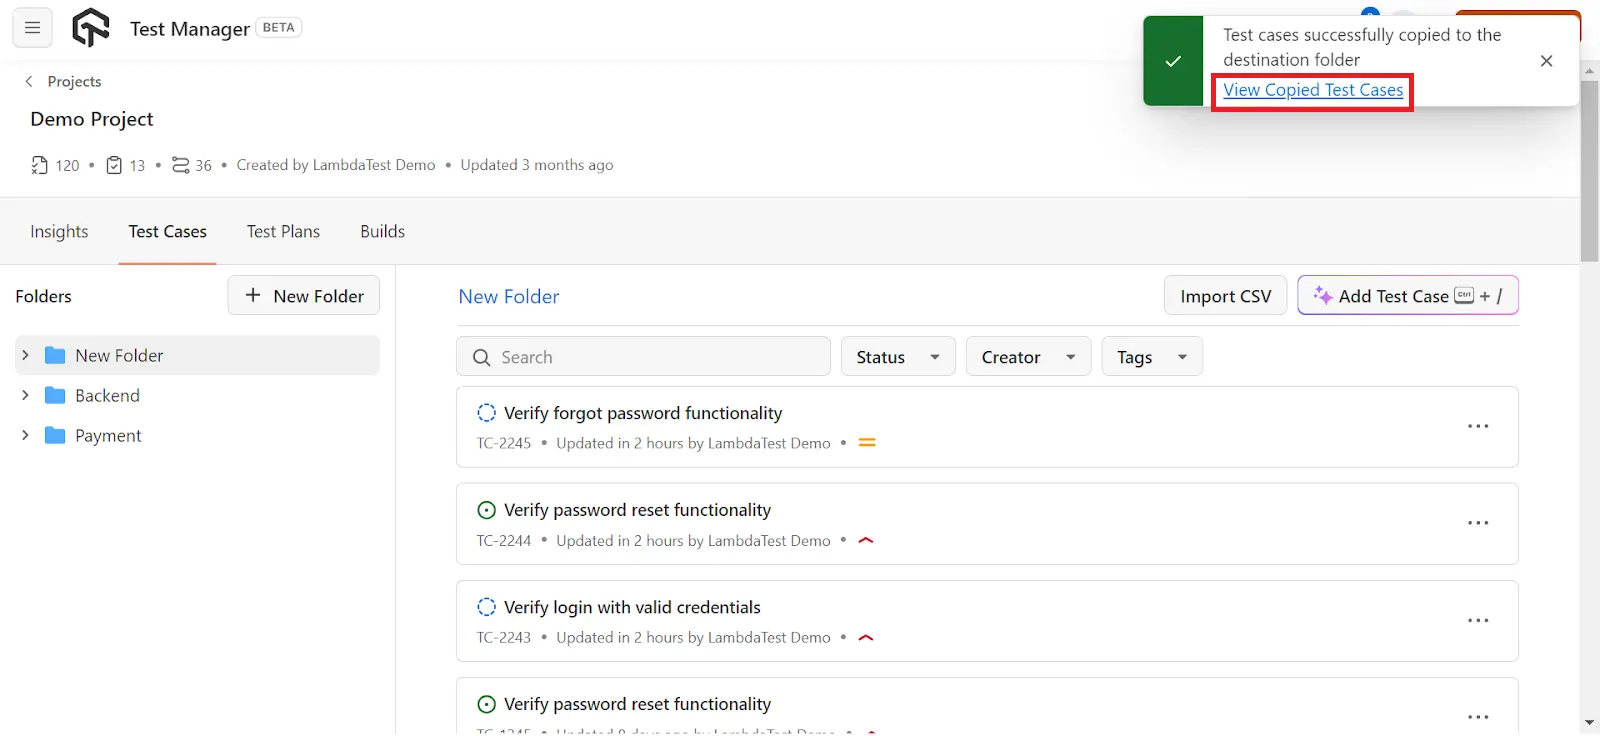 Test Manager BETA
Test cases successfully copied to the
destination folder
View Copied Test Cases
Projects
Demo Project
120 • 13 • 36 • Created by LambdaTest Demo • Updated 3 months ago
Insights Test Cases Test Plans Builds
Folders
+ New Folder
New Folder
Backend
Payment
New Folder
Import CSV
Add Test Case Ctrl + /
Search
Status
Creator
Tags
Verify forgot password functionality
TC-2245 • Updated in 2 hours by LambdaTest Demo •
Verify password reset functionality
TC-2244 • Updated in 2 hours by LambdaTest Demo •
Verify login with valid credentials
TC-2243 • Updated in 2 hours by LambdaTest Demo •
Verify password reset functionality